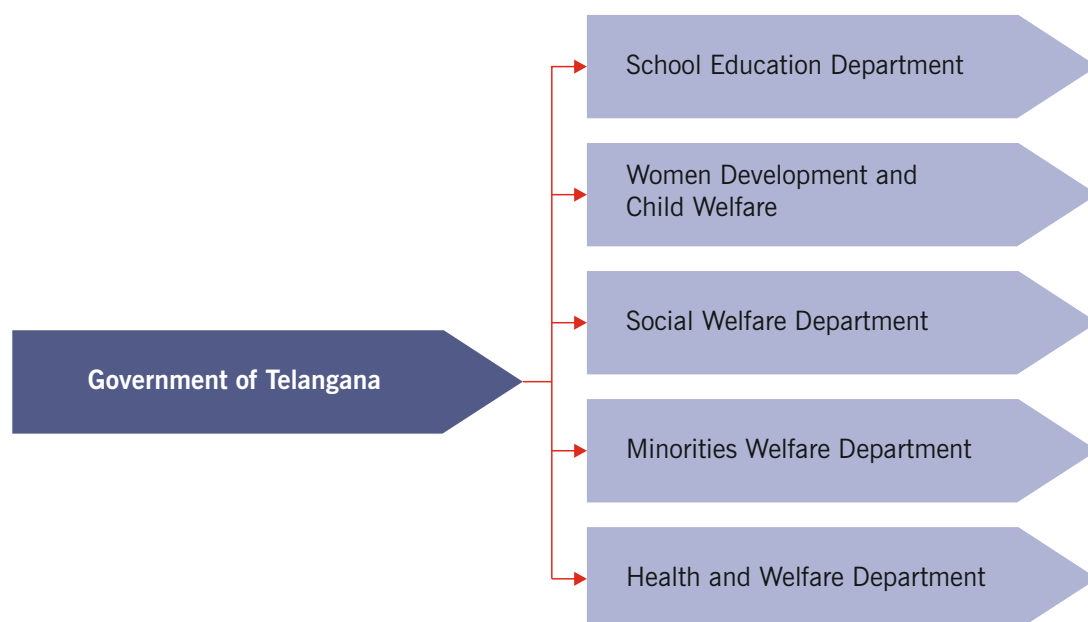 School Education Department
Women Development and
Child Welfare
Social Welfare Department
Government of Telangana
Minorities Welfare Department
Health and Welfare Department